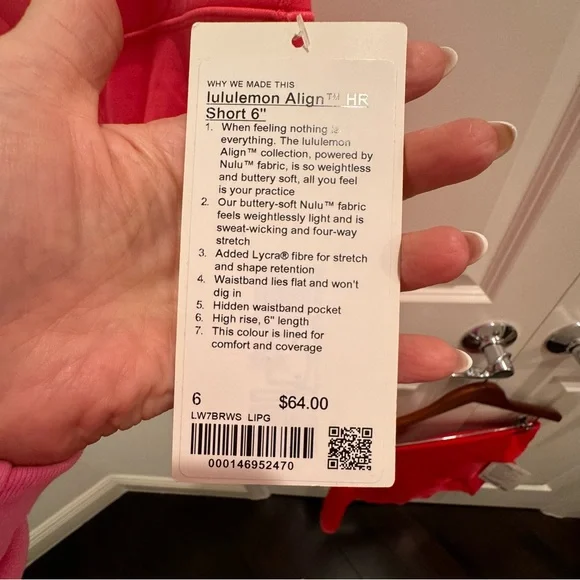 WHY WE MADE THIS
lululemon Align™ HR
Short 6"
1. When feeling nothing is
everything. The lululemon
Align™ collection, powered by
Nulu™ fabric, is so weightless
and buttery soft, all you feel
is your practice
2. Our buttery-soft Nulu™ fabric
feels weightlessly light and is
sweat-wicking and four-way
stretch
3. Added Lycra® fibre for stretch
and shape retention
4. Waistband lies flat and won't
dig in
5. Hidden waistband pocket
6. High rise, 6" length
7. This colour is lined for
comfort and coverage
6 $64.00
LW7BRWS LIPG
000146952470